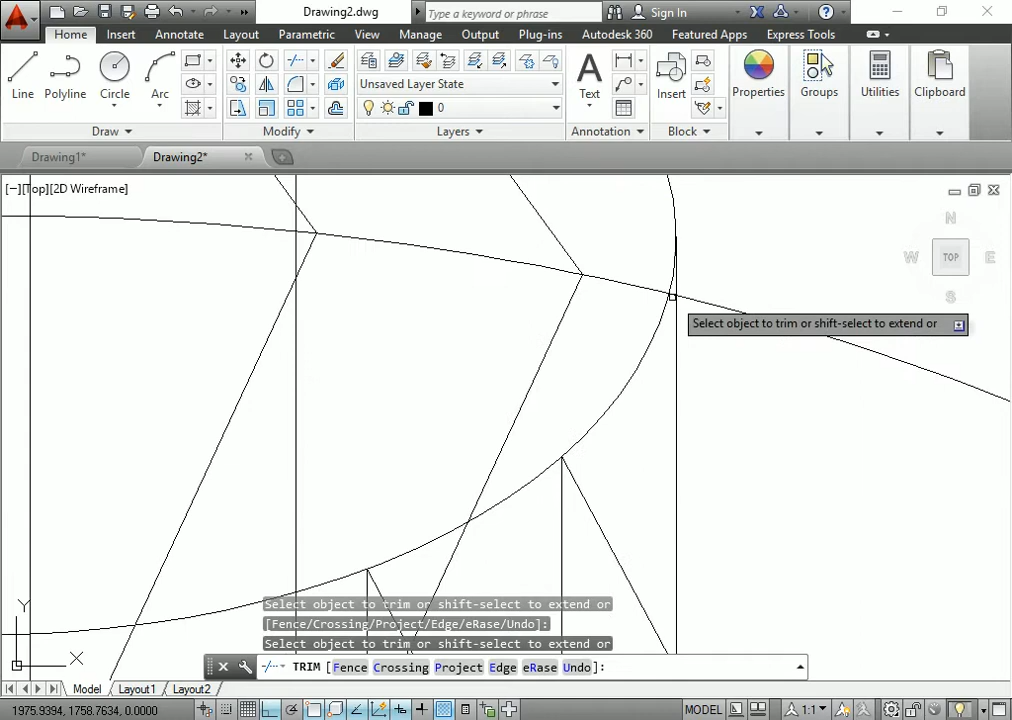 Drawing2.dwg
Type a keyword or phrase
Sign In
Home Insert Annotate Layout Parametric View Manage Output Plug-ins Autodesk 360 Featured Apps Express Tools
Line Polyline Circle Arc
Unsaved Layer State
0
Text Insert Properties Groups Utilities Clipboard
Draw Modify Layers Annotation Block
Drawing1* Drawing2*
[−][Top][2D Wireframe]
N
W TOP E
S
Select object to trim or shift-select to extend or
Y
X
Select object to trim or shift-select to extend or
[Fence/Crossing/Project/Edge/eRase/Undo]:
Select object to trim or shift-select to extend or
TRIM [Fence Crossing Project Edge eRase Undo]:
Model Layout1 Layout2
1975.9394, 1758.7634, 0.0000 MODEL 1:1